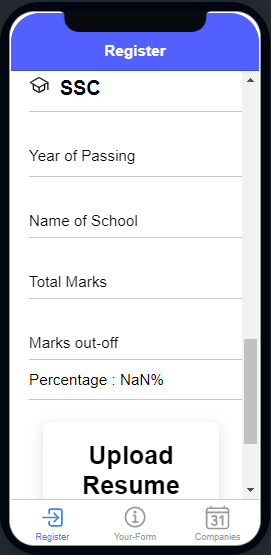 Register
SSC
Year of Passing
Name of School
Total Marks
Marks out-off
Percentage : NaN%
Upload
Resume
Register
Your-Form
31
Companies